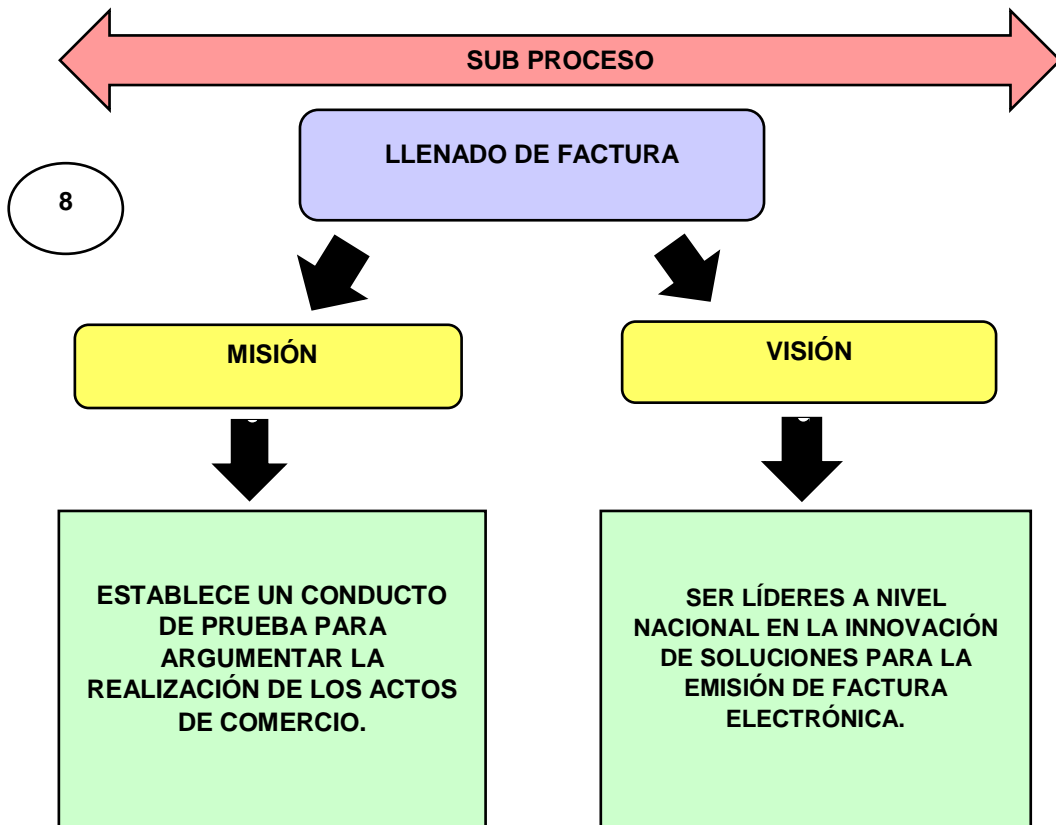 SUB PROCESO
LLENADO DE FACTURA
8
MISIÓN
VISIÓN
ESTABLECE UN CONDUCTO
DE PRUEBA PARA
ARGUMENTAR LA
REALIZACIÓN DE LOS ACTOS
DE COMERCIO.
SER LÍDERES A NIVEL
NACIONAL EN LA INNOVACIÓN
DE SOLUCIONES PARA LA
EMISIÓN DE FACTURA
ELECTRÓNICA.